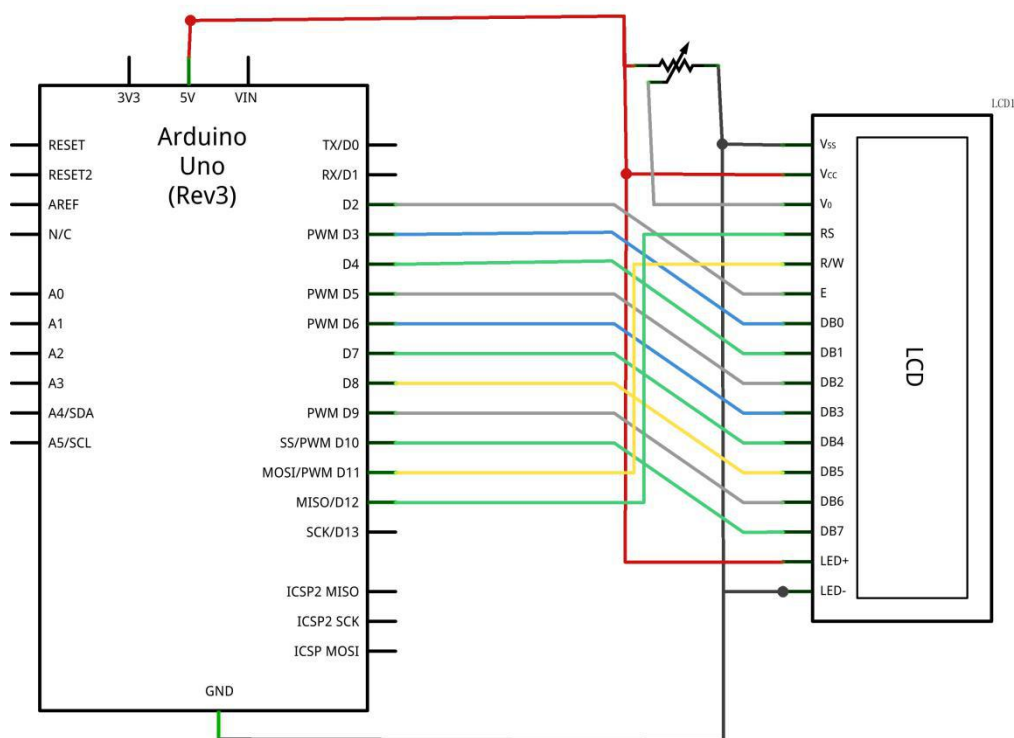 3V3
5V
VIN
Arduino
Uno
(Rev3)
RESET
RESET2
AREF
N/C
A0
A1
A2
A3
A4/SDA
A5/SCL
TX/D0
RX/D1
D2
PWM D3
D4
PWM D5
PWM D6
D7
D8
PWM D9
SS/PWM D10
MOSI/PWM D11
MISO/D12
SCK/D13
ICSP2 MISO
ICSP2 SCK
ICSP MOSI
GND
LCD1
Vss
Vcc
V0
RS
R/W
E
DB0
DB1
DB2
DB3
DB4
DB5
DB6
DB7
LED+
LED-
LCD